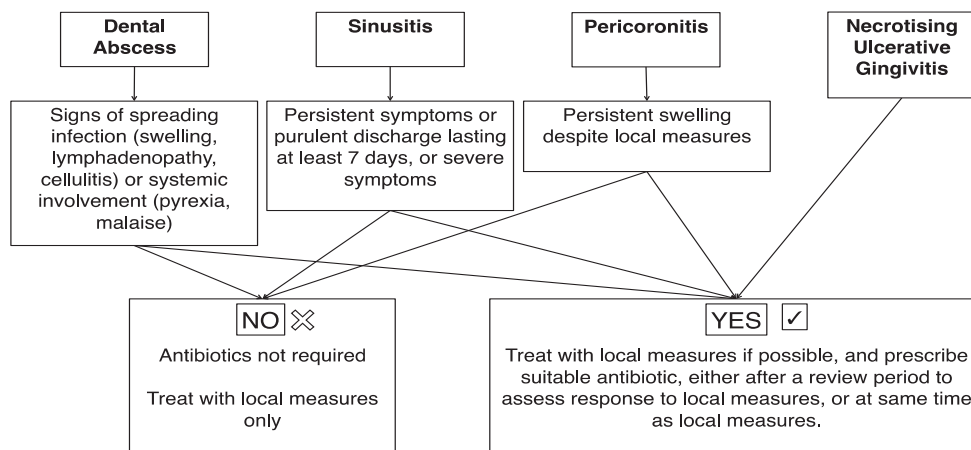 Dental
Abscess
Sinusitis
Pericoronitis
Necrotising
Ulcerative
Gingivitis
Signs of spreading
infection (swelling,
lymphadenopathy,
cellulitis) or systemic
involvement (pyrexia,
malaise)
Persistent symptoms or
purulent discharge lasting
at least 7 days, or severe
symptoms
Persistent swelling
despite local measures
NO
Antibiotics not required
Treat with local measures
only
YES
Treat with local measures if possible, and prescribe
suitable antibiotic, either after a review period to
assess response to local measures, or at same time
as local measures.